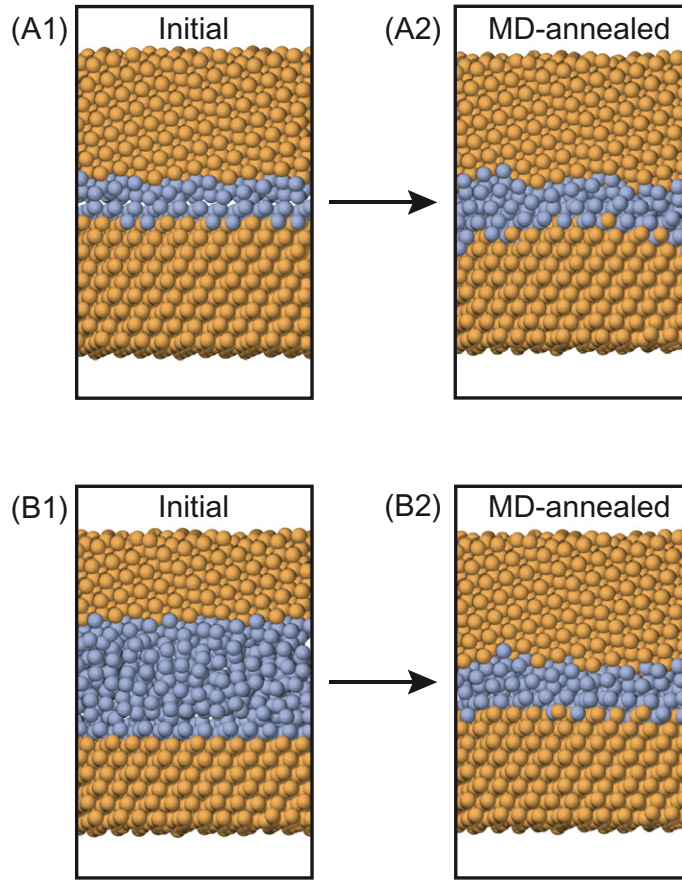 (A1)
Initial
(A2)
MD-annealed
(B1)
Initial
(B2)
MD-annealed